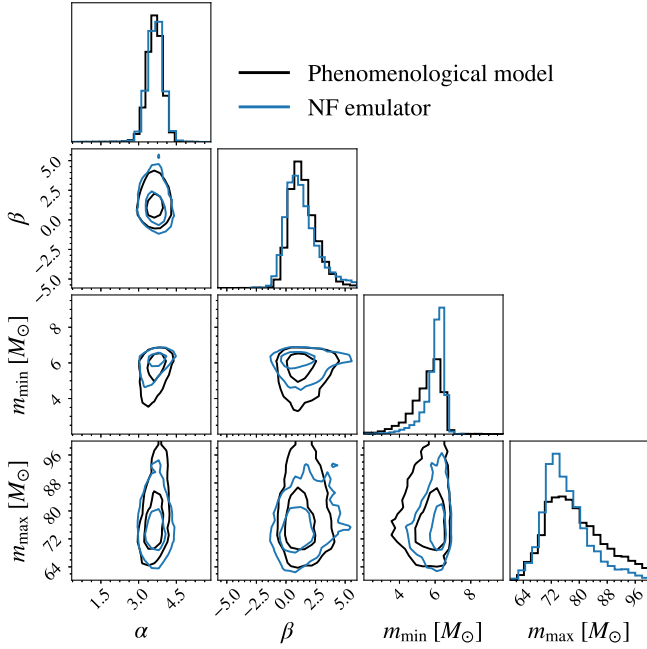 Phenomenological model
NF emulator
5.0
2.5
0.0
−2.5
−5.0
β
8
6
4
m_min [M_⊙]
96
88
80
72
64
m_max [M_⊙]
1.5 3.0 4.5
−5.0 −2.5 0.0 2.5 5.0
4 6 8
64 72 80 88 96
α β m_min [M_⊙] m_max [M_⊙]